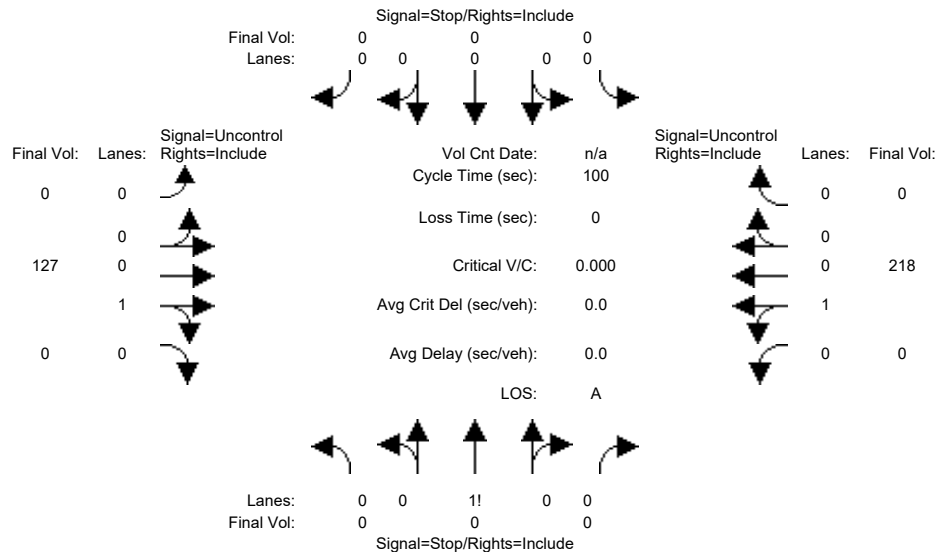 Signal=Stop/Rights=Include
Final Vol: 0 0 0
Lanes: 0 0 0 0 0
Signal=Uncontrol
Final Vol: Lanes: Rights=Include
Vol Cnt Date: n/a
Signal=Uncontrol
Rights=Include Lanes: Final Vol:
Cycle Time (sec): 100
0 0
0 0
Loss Time (sec): 0
0
0
127 0
Critical V/C: 0.000
0 218
1
Avg Crit Del (sec/veh): 0.0
1
0 0
Avg Delay (sec/veh): 0.0
0 0
LOS: A
Lanes: 0 0 1! 0 0
Final Vol: 0 0 0
Signal=Stop/Rights=Include